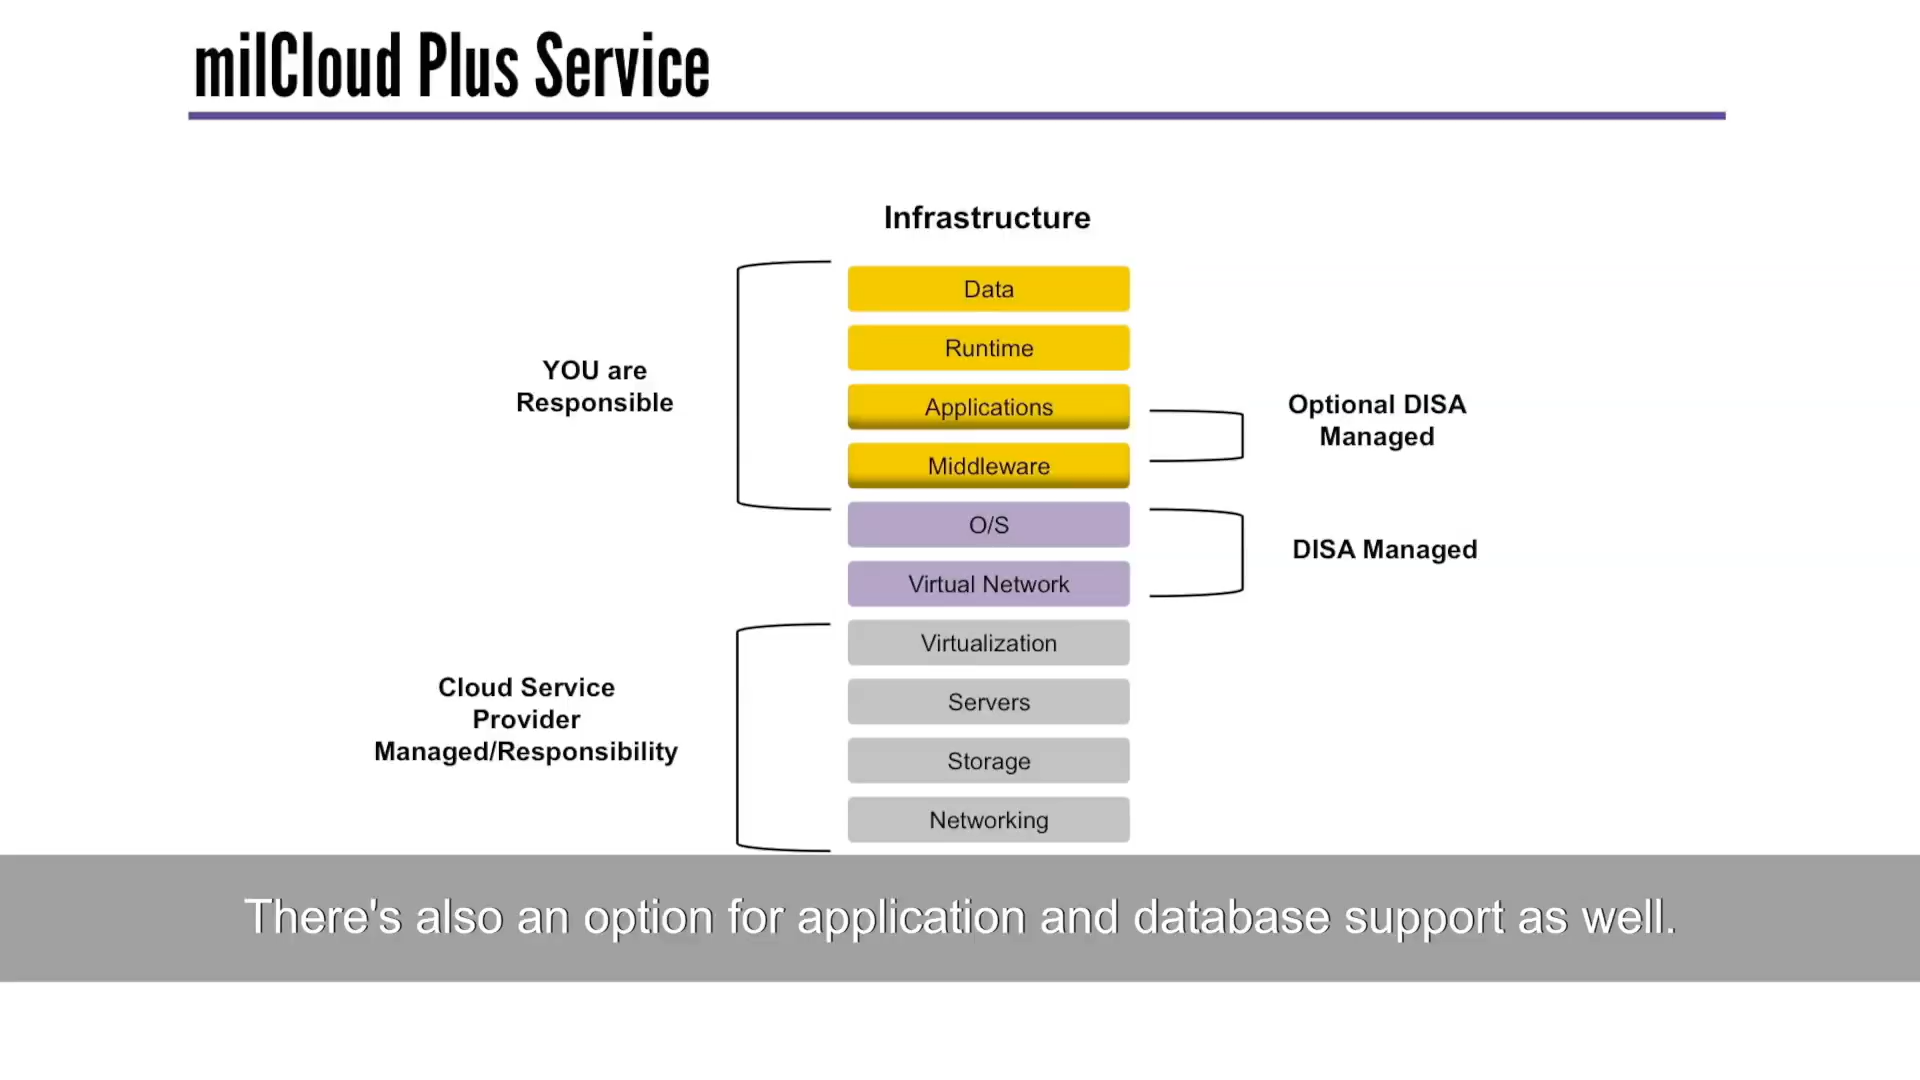 milCloud Plus Service
Infrastructure
Data
Runtime
YOU are
Responsible
Applications
Optional DISA
Managed
Middleware
O/S
DISA Managed
Virtual Network
Virtualization
Cloud Service
Provider
Managed/Responsibility
Servers
Storage
Networking
There's also an option for application and database support as well.